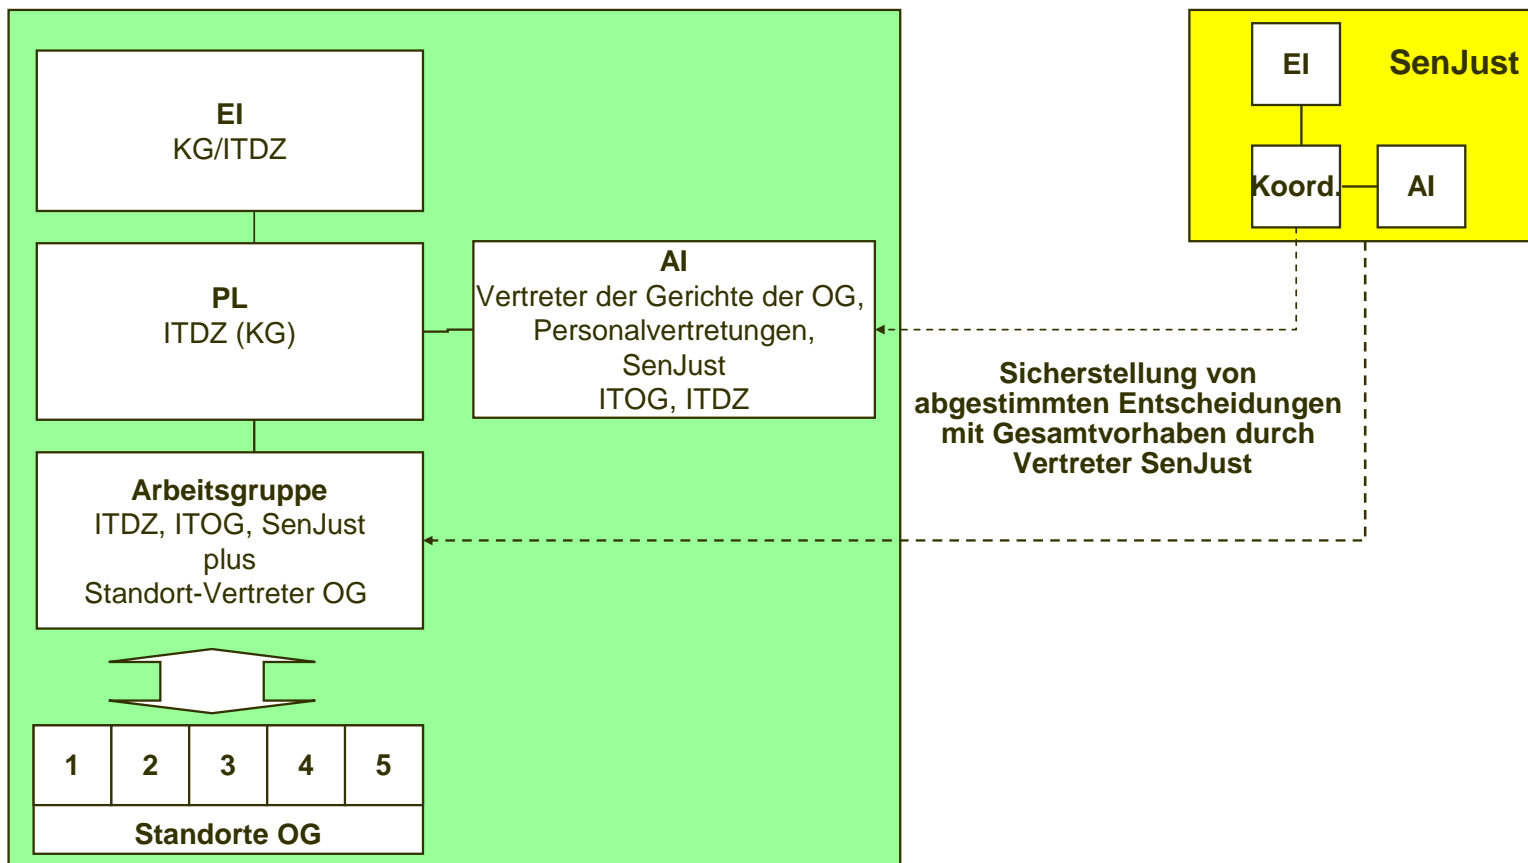 EI
KG/ITDZ
PL
ITDZ (KG)
AI
Vertreter der Gerichte der OG,
Personalvertretungen,
SenJust
ITOG, ITDZ
Arbeitsgruppe
ITDZ, ITOG, SenJust
plus
Standort-Vertreter OG
1 2 3 4 5
Standorte OG
SenJust
EI
Koord.
AI
Sicherstellung von
abgestimmten Entscheidungen
mit Gesamtvorhaben durch
Vertreter SenJust